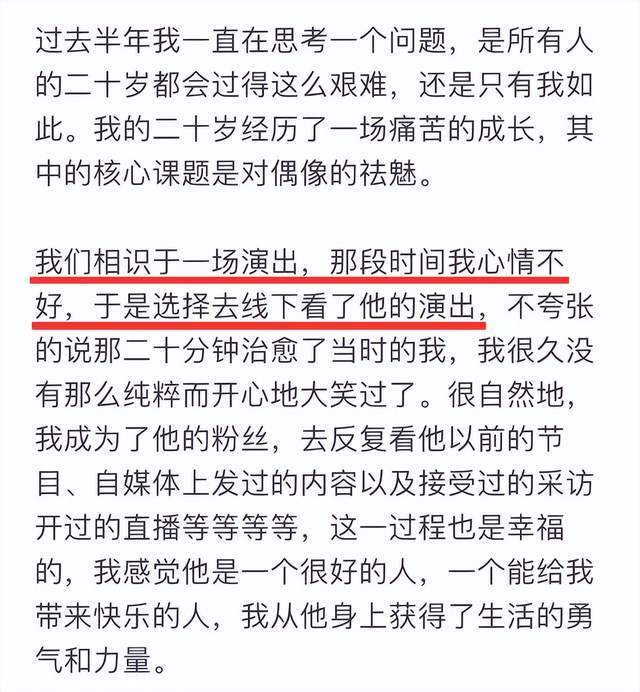 过去半年我一直在思考一个问题，是所有人
的二十岁都会过得这么艰难，还是只有我如
此。我的二十岁经历了一场痛苦的成长，其
中的核心课题是对偶像的祛魅。
我们相识于一场演出，那段时间我心情不
好，于是选择去线下看了他的演出，不夸张
的说那二十分钟治愈了当时的我，我很久没
有那么纯粹而开心地大笑过了。很自然地，
我成为了他的粉丝，去反复看他以前的节
目、自媒体上发过的内容以及接受过的采访
开过的直播等等等等，这一过程也是幸福
的，我感觉他是一个很好的人，一个能给我
带来快乐的人，我从他身上获得了生活的勇
气和力量。